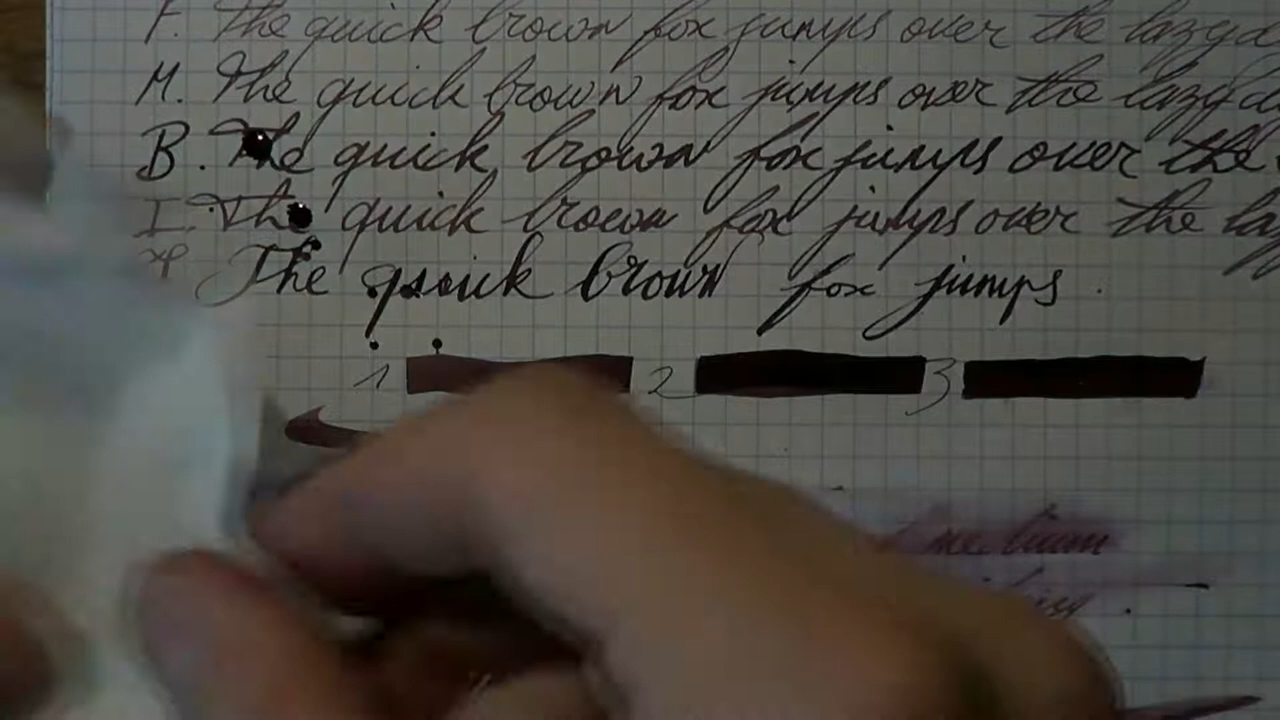 F. The quick brown fox jumps over the lazy d
M. The quick brown fox jumps over the lazy d
B. The quick brown fox jumps over the
I. The quick brown fox jumps over the laz
The quick brown fox jumps.
1 2 3